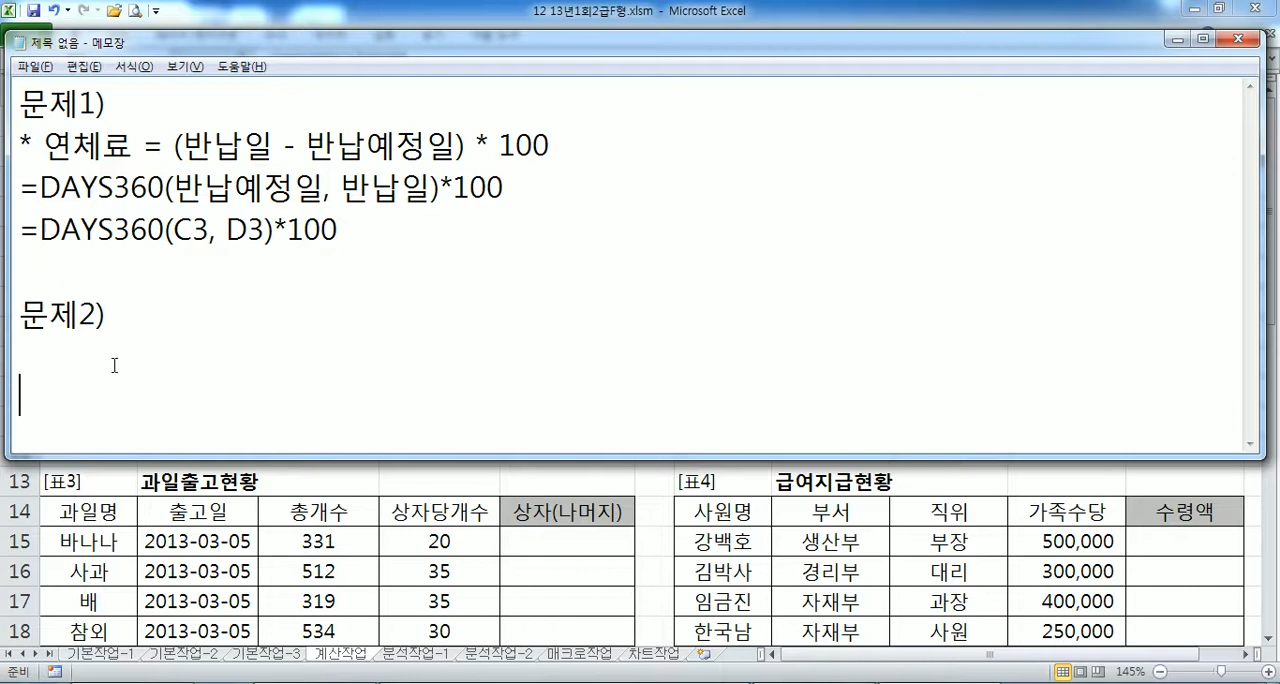 12 13년1회2급F형.xlsm - Microsoft Excel
제목 없음 - 메모장
파일(F) 편집(E) 서식(O) 보기(V) 도움말(H)
문제1)
* 연체료 = (반납일 - 반납예정일) * 100
=DAYS360(반납예정일, 반납일)*100
=DAYS360(C3, D3)*100
문제2)
13 [표3] 과일출고현황 [표4] 급여지급현황
14 과일명 출고일 총개수 상자당개수 상자(나머지) 사원명 부서 직위 가족수당 수령액
15 바나나 2013-03-05 331 20 강백호 생산부 부장 500,000
16 사과 2013-03-05 512 35 김박사 경리부 대리 300,000
17 배 2013-03-05 319 35 임금진 자재부 과장 400,000
18 참외 2013-03-05 534 30 한국남 자재부 사원 250,000
기본작업-1 기본작업-2 기본작업-3 계산작업 분석작업-1 분석작업-2 매크로작업 차트작업
준비 145%